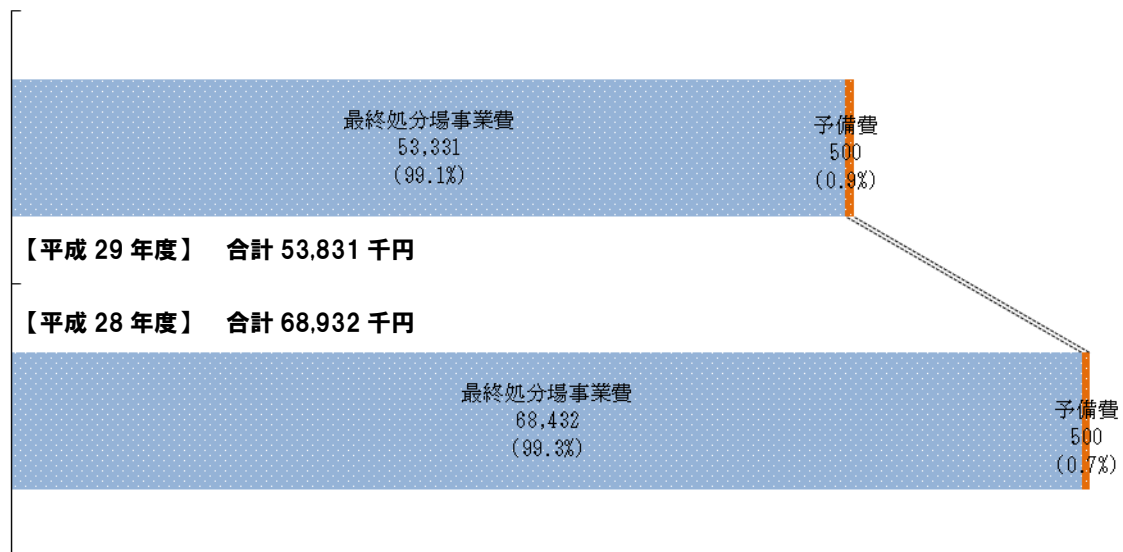 最終処分場事業費
53,331
(99.1%)
予備費
500
(0.9%)
【平成 29 年度】 合計 53,831 千円
【平成 28 年度】 合計 68,932 千円
最終処分場事業費
68,432
(99.3%)
予備費
500
(0.7%)